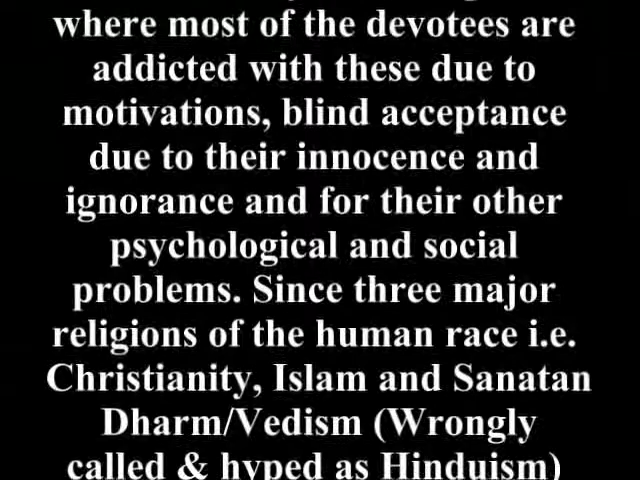 where most of the devotees are
addicted with these due to
motivations, blind acceptance
due to their innocence and
ignorance and for their other
psychological and social
problems. Since three major
religions of the human race i.e.
Christianity, Islam and Sanatan
Dharm/Vedism (Wrongly
called & hyped as Hinduism)